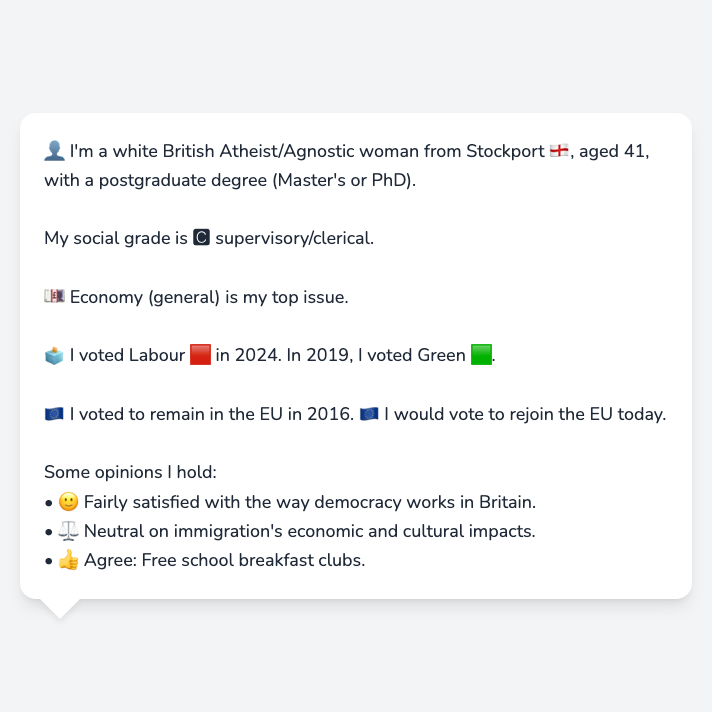 👤 I'm a white British Atheist/Agnostic woman from Stockport 🏴󠁧󠁢󠁥󠁮󠁧󠁿, aged 41,
with a postgraduate degree (Master's or PhD).
My social grade is 🅲 supervisory/clerical.
💷 Economy (general) is my top issue.
🗳️ I voted Labour 🟥 in 2024. In 2019, I voted Green 🟩.
🇪🇺 I voted to remain in the EU in 2016. 🇪🇺 I would vote to rejoin the EU today.
Some opinions I hold:
• 🙂 Fairly satisfied with the way democracy works in Britain.
• ⚖️ Neutral on immigration's economic and cultural impacts.
• 👍 Agree: Free school breakfast clubs.